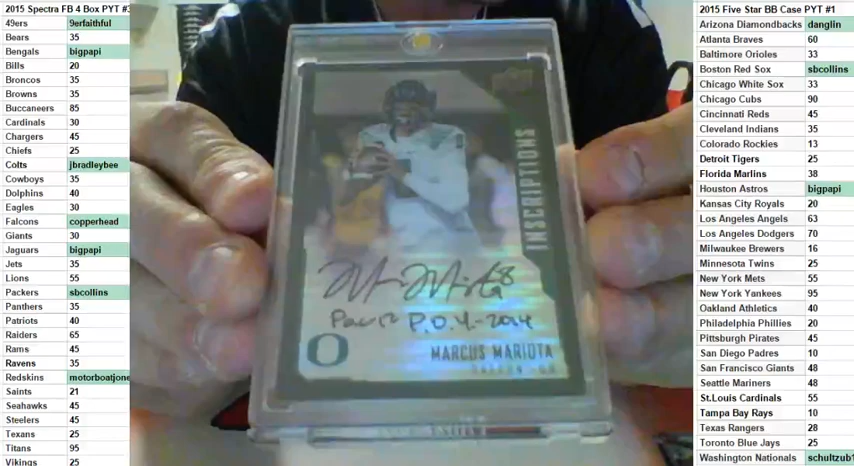 2015 Spectra FB 4 Box PYT #3
49ers 9erfaithful
Bears 35
Bengals bigpapi
Bills 20
Broncos 35
Browns 35
Buccaneers 85
Cardinals 30
Chargers 45
Chiefs 25
Colts jbradleybee
Cowboys 35
Dolphins 40
Eagles 30
Falcons copperhead
Giants 30
Jaguars bigpapi
Jets 35
Lions 55
Packers sbcollins
Panthers 35
Patriots 40
Raiders 65
Rams 45
Ravens 35
Redskins motorboatjone
Saints 21
Seahawks 45
Steelers 45
Texans 25
Titans 95
Vikings 25
INSCRIPTIONS
Pac 12 P.O.Y.-2014
O
MARCUS MARIOTA
2015 Five Star BB Case PYT #1
Arizona Diamondbacks danglin
Atlanta Braves 60
Baltimore Orioles 33
Boston Red Sox sbcollins
Chicago White Sox 33
Chicago Cubs 90
Cincinnati Reds 45
Cleveland Indians 35
Colorado Rockies 13
Detroit Tigers 25
Florida Marlins 38
Houston Astros bigpapi
Kansas City Royals 20
Los Angeles Angels 63
Los Angeles Dodgers 70
Milwaukee Brewers 16
Minnesota Twins 25
New York Mets 55
New York Yankees 95
Oakland Athletics 40
Philadelphia Phillies 20
Pittsburgh Pirates 45
San Diego Padres 10
San Francisco Giants 48
Seattle Mariners 48
St.Louis Cardinals 55
Tampa Bay Rays 10
Texas Rangers 28
Toronto Blue Jays 25
Washington Nationals schultzub1